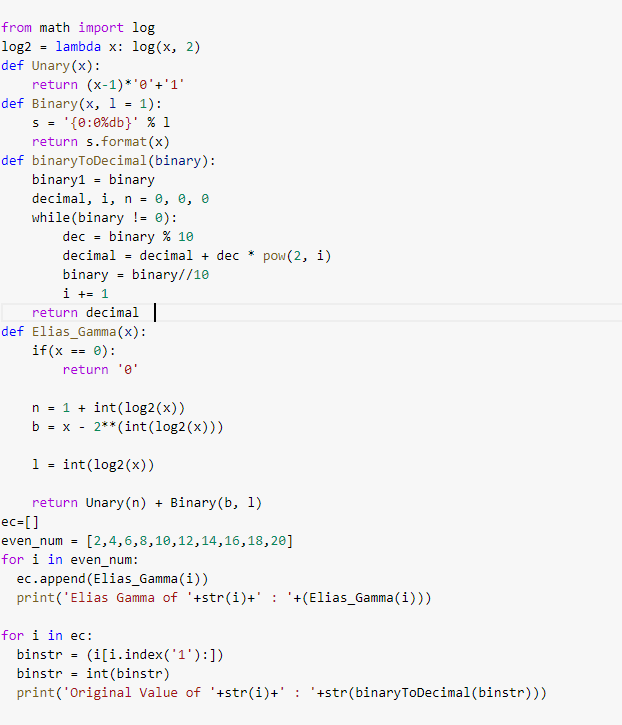 from math import log
log2 = lambda x: log(x, 2)
def Unary(x):
    return (x-1)*'0'+'1'
def Binary(x, l = 1):
    s = '{0:0%db}' % l
    return s.format(x)
def binaryToDecimal(binary):
    binary1 = binary
    decimal, i, n = 0, 0, 0
    while(binary != 0):
        dec = binary % 10
        decimal = decimal + dec * pow(2, i)
        binary = binary//10
        i += 1
    return decimal
def Elias_Gamma(x):
    if(x == 0):
        return '0'

    n = 1 + int(log2(x))
    b = x - 2**(int(log2(x)))

    l = int(log2(x))

    return Unary(n) + Binary(b, l)
ec=[]
even_num = [2,4,6,8,10,12,14,16,18,20]
for i in even_num:
  ec.append(Elias_Gamma(i))
  print('Elias Gamma of '+str(i)+' : '+(Elias_Gamma(i)))

for i in ec:
  binstr = (i[i.index('1'):])
  binstr = int(binstr)
  print('Original Value of '+str(i)+' : '+str(binaryToDecimal(binstr)))